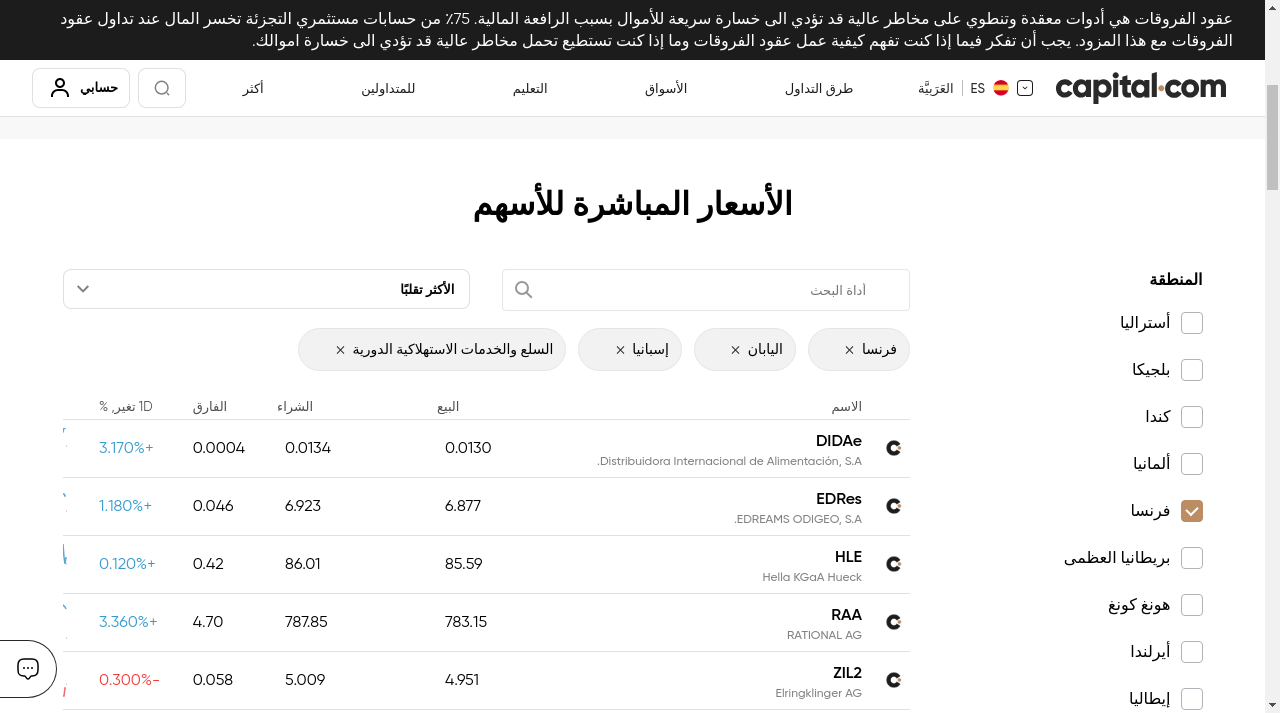 عقود الفروقات هي أدوات معقدة وتنطوي على مخاطر عالية قد تؤدي الى خسارة سريعة للأموال بسبب الرافعة المالية. 75٪ من حسابات مستثمري التجزئة تخسر المال عند تداول عقود
الفروقات مع هذا المزود. يجب أن تفكر فيما إذا كنت تفهم كيفية عمل عقود الفروقات وما إذا كنت تستطيع تحمل مخاطر عالية قد تؤدي الى خسارة اموالك.
capital.com
ES العَرَبِيَّة
طرق التداول
الأسواق
التعليم
للمتداولين
أكثر
حسابي
الأسعار المباشرة للأسهم
المنطقة
أستراليا
بلجيكا
كندا
ألمانيا
فرنسا
بريطانيا العظمى
هونغ كونغ
أيرلندا
إيطاليا
أداة البحث
الأكثر تقلبًا
فرنسا
اليابان
إسبانيا
السلع والخدمات الاستهلاكية الدورية
الاسم البيع الشراء الفارق 1D تغير, %
DIDAe 0.0130 0.0134 0.0004 3.170%+
Distribuidora Internacional de Alimentación, S.A.
EDRes 6.877 6.923 0.046 1.180%+
EDREAMS ODIGEO, S.A.
HLE 85.59 86.01 0.42 0.120%+
Hella KGaA Hueck
RAA 783.15 787.85 4.70 3.360%+
RATIONAL AG
ZIL2 4.951 5.009 0.058 0.300%-
Elringklinger AG